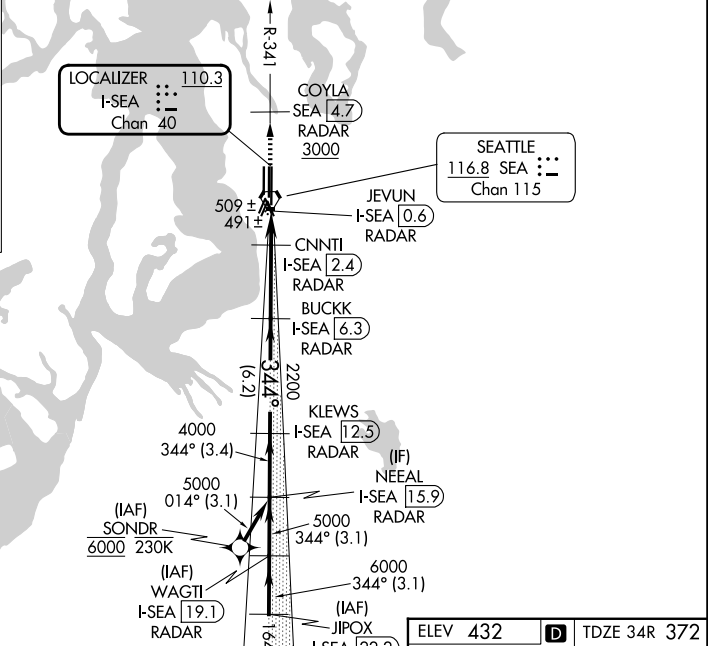 R-341
LOCALIZER 110.3
I-SEA
Chan 40
COYLA
SEA 4.7
RADAR
3000
SEATTLE
116.8 SEA
Chan 115
509 ±
491±
JEVUN
I-SEA 0.6
RADAR
CNNTI
I-SEA 2.4
RADAR
BUCKK
I-SEA 6.3
RADAR
2200
344°
(6.2)
KLEWS
I-SEA 12.5
RADAR
4000
344° (3.4)
(IF)
NEEAL
I-SEA 15.9
RADAR
5000
014° (3.1)
(IAF)
SONDR
6000 230K
5000
344° (3.1)
(IAF)
WAGTI
I-SEA 19.1
RADAR
6000
344° (3.1)
(IAF)
JIPOX
ELEV 432 D TDZE 34R 372